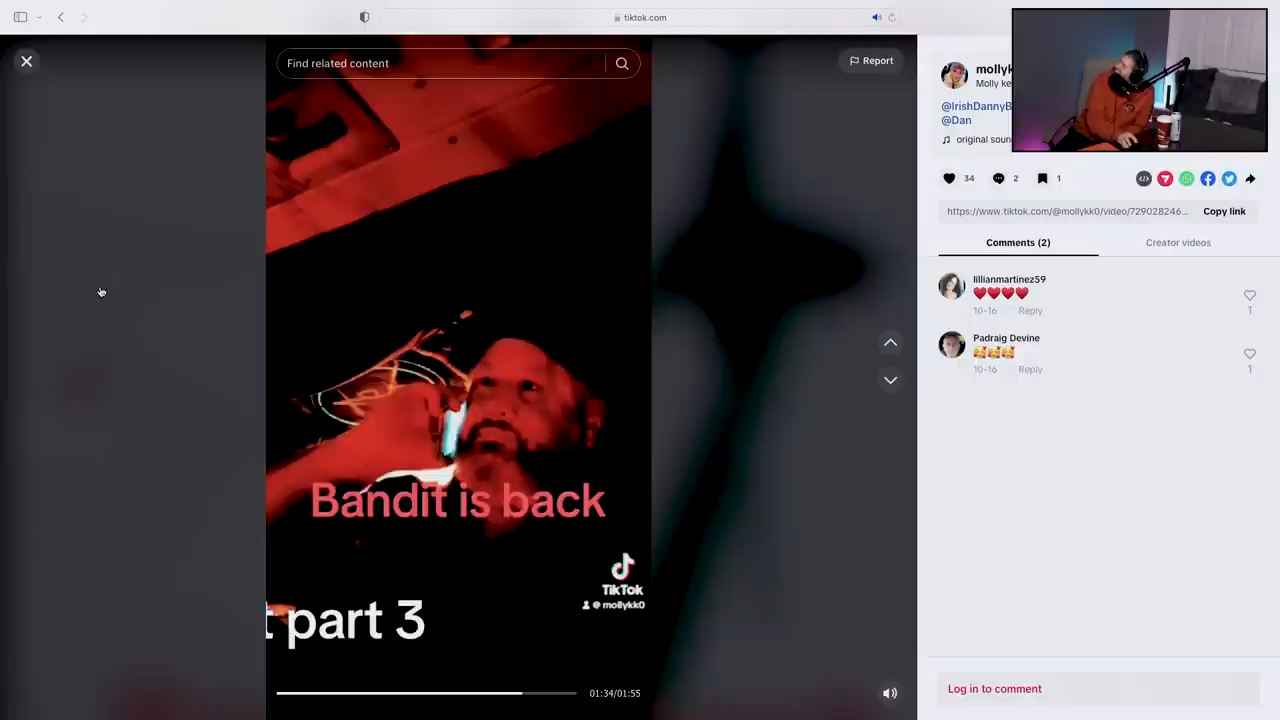 tiktok.com
Find related content
Report
mollyk
Molly ke
@IrishDannyB
@Dan
original soun
34
2
1
https://www.tiktok.com/@mollykk0/video/729028246...
Copy link
Comments (2)
Creator videos
lillianmartinez59
10-16 Reply
1
Padraig Devine
10-16 Reply
1
Bandit is back
TikTok
@mollykk0
t part 3
01:34/01:55
Log in to comment